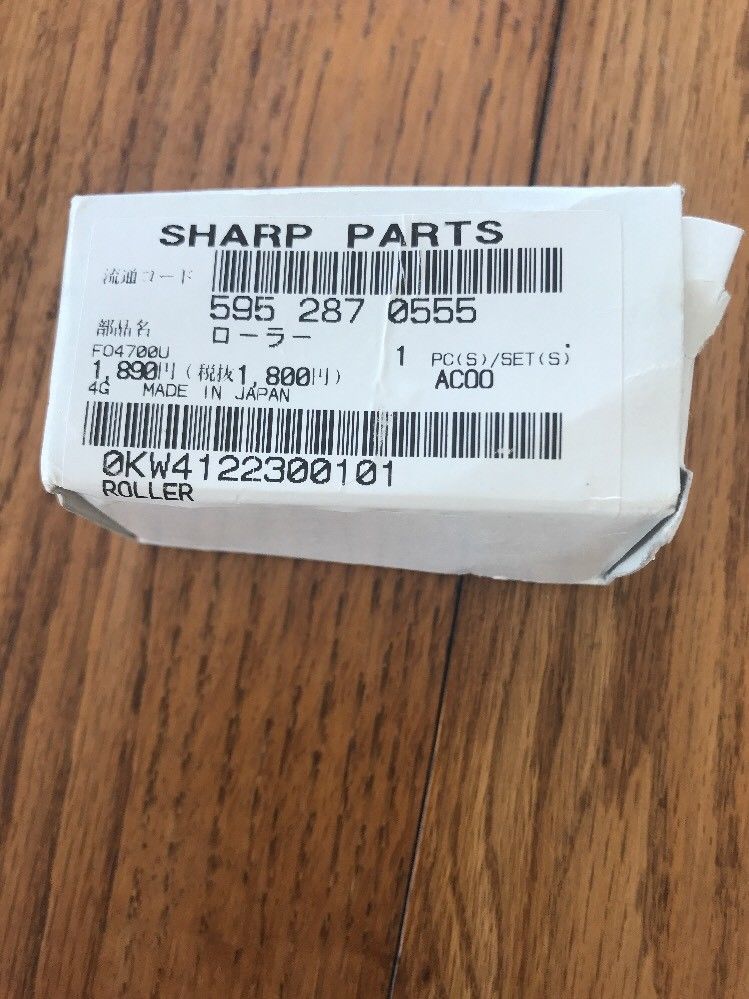 SHARP PARTS
流通コード
595 287 0555
部品名 ローラー
FO4700U 1 PC(S)/SET(S)
1,890円(税抜1,800円) AC00
4G MADE IN JAPAN
0KW4122300101
ROLLER